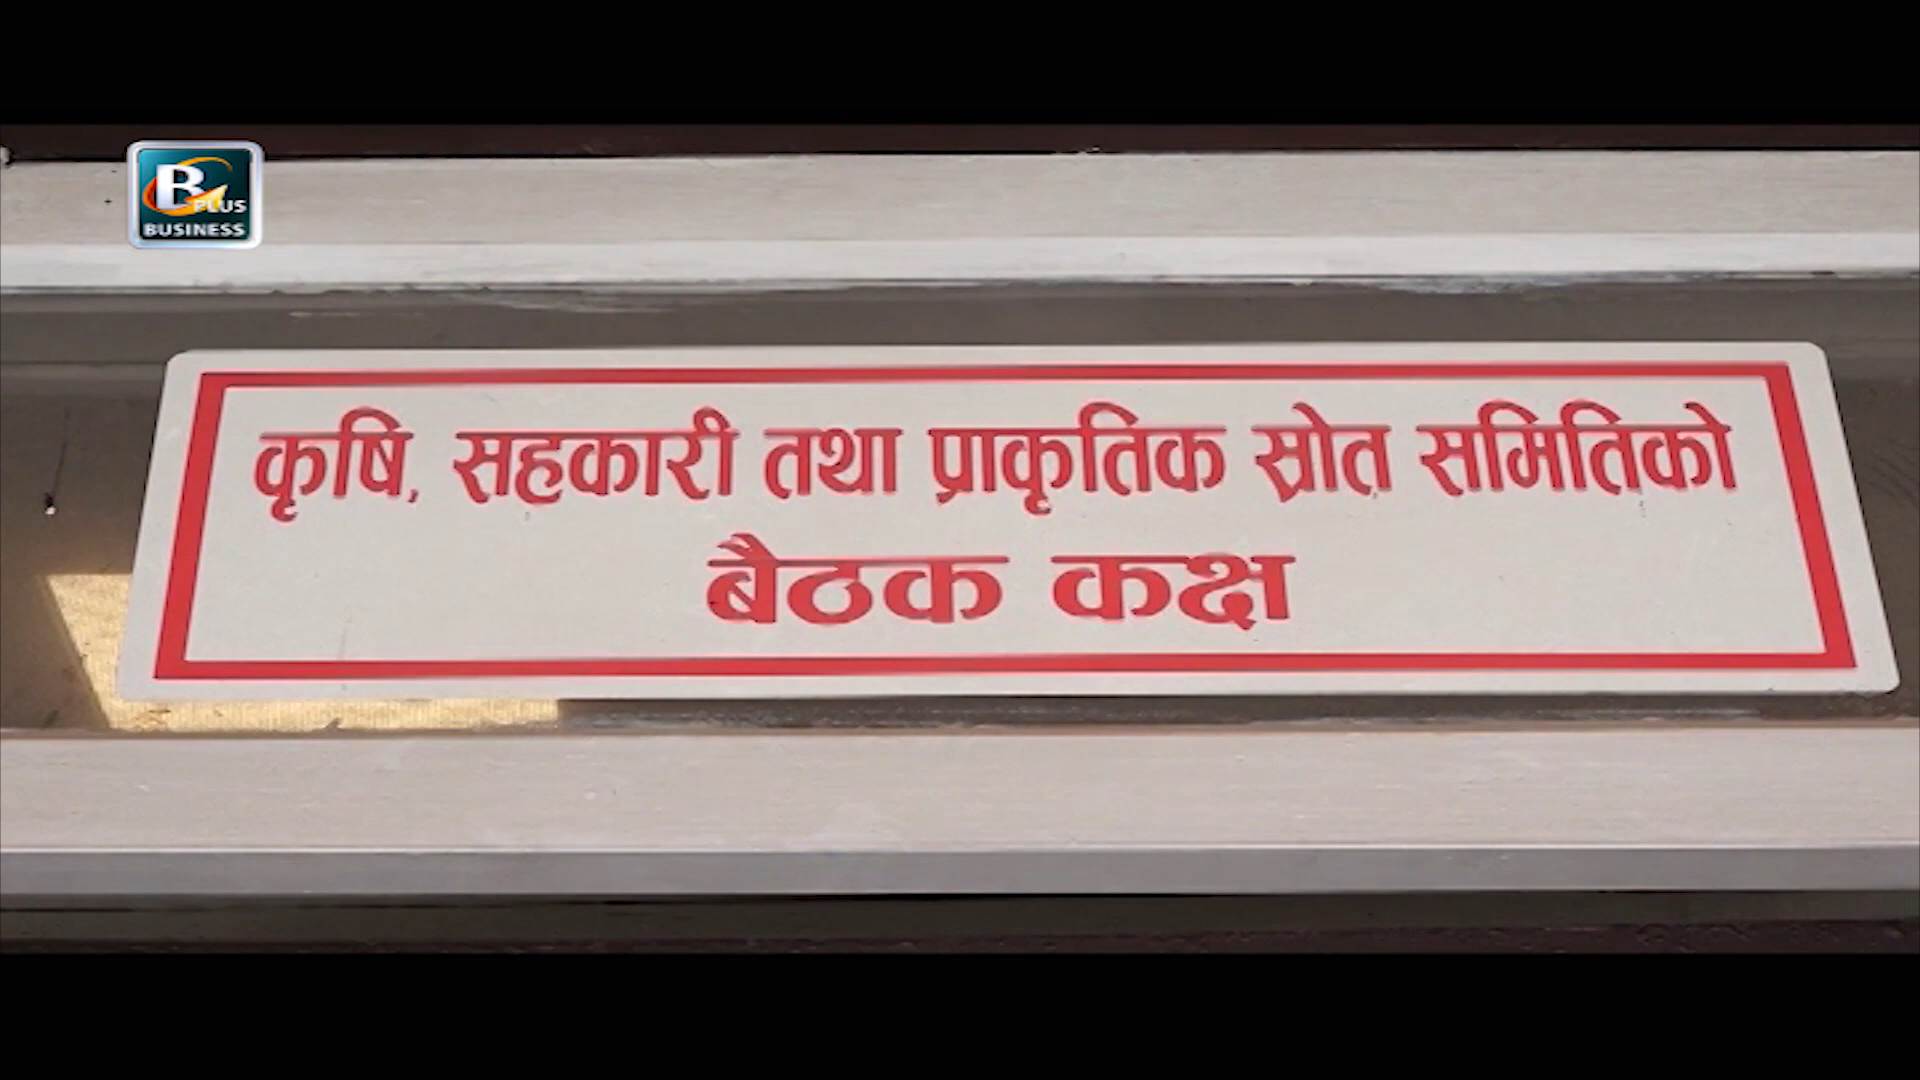 B PLUS
BUSINESS
कृषि, सहकारी तथा प्राकृतिक स्रोत समितिको
बैठक कक्ष